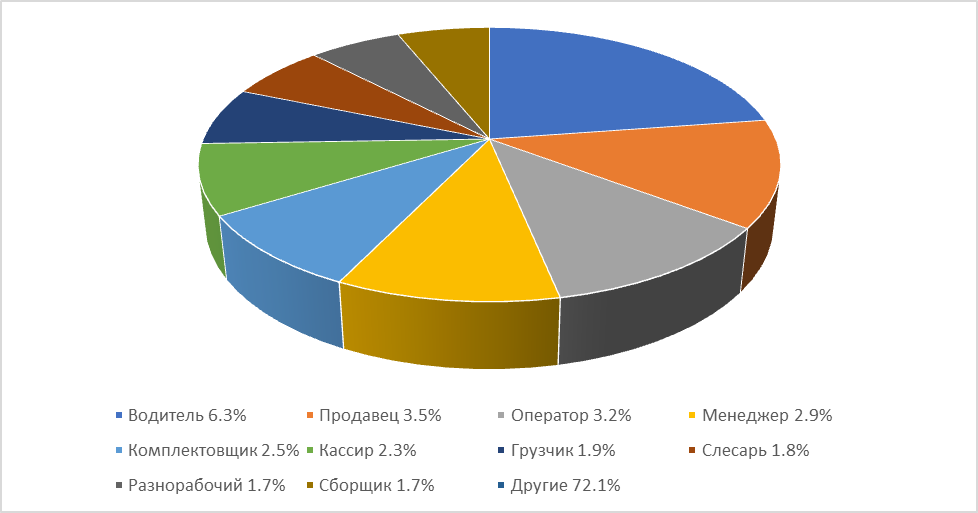 Водитель 6.3% Продавец 3.5% Оператор 3.2% Менеджер 2.9%
Комплектовщик 2.5% Кассир 2.3% Грузчик 1.9% Слесарь 1.8%
Разнорабочий 1.7% Сборщик 1.7% Другие 72.1%